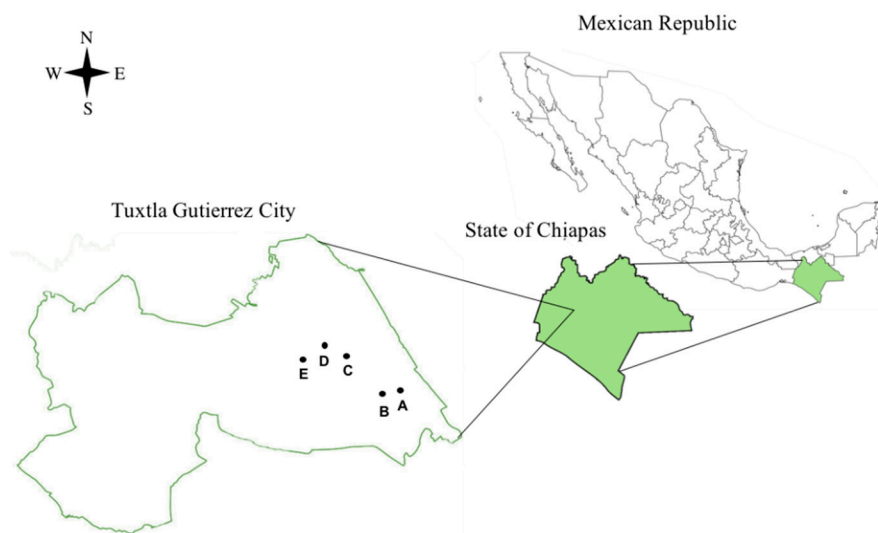 Mexican Republic
N
W E
S
Tuxtla Gutierrez City
State of Chiapas
D
E C
B A